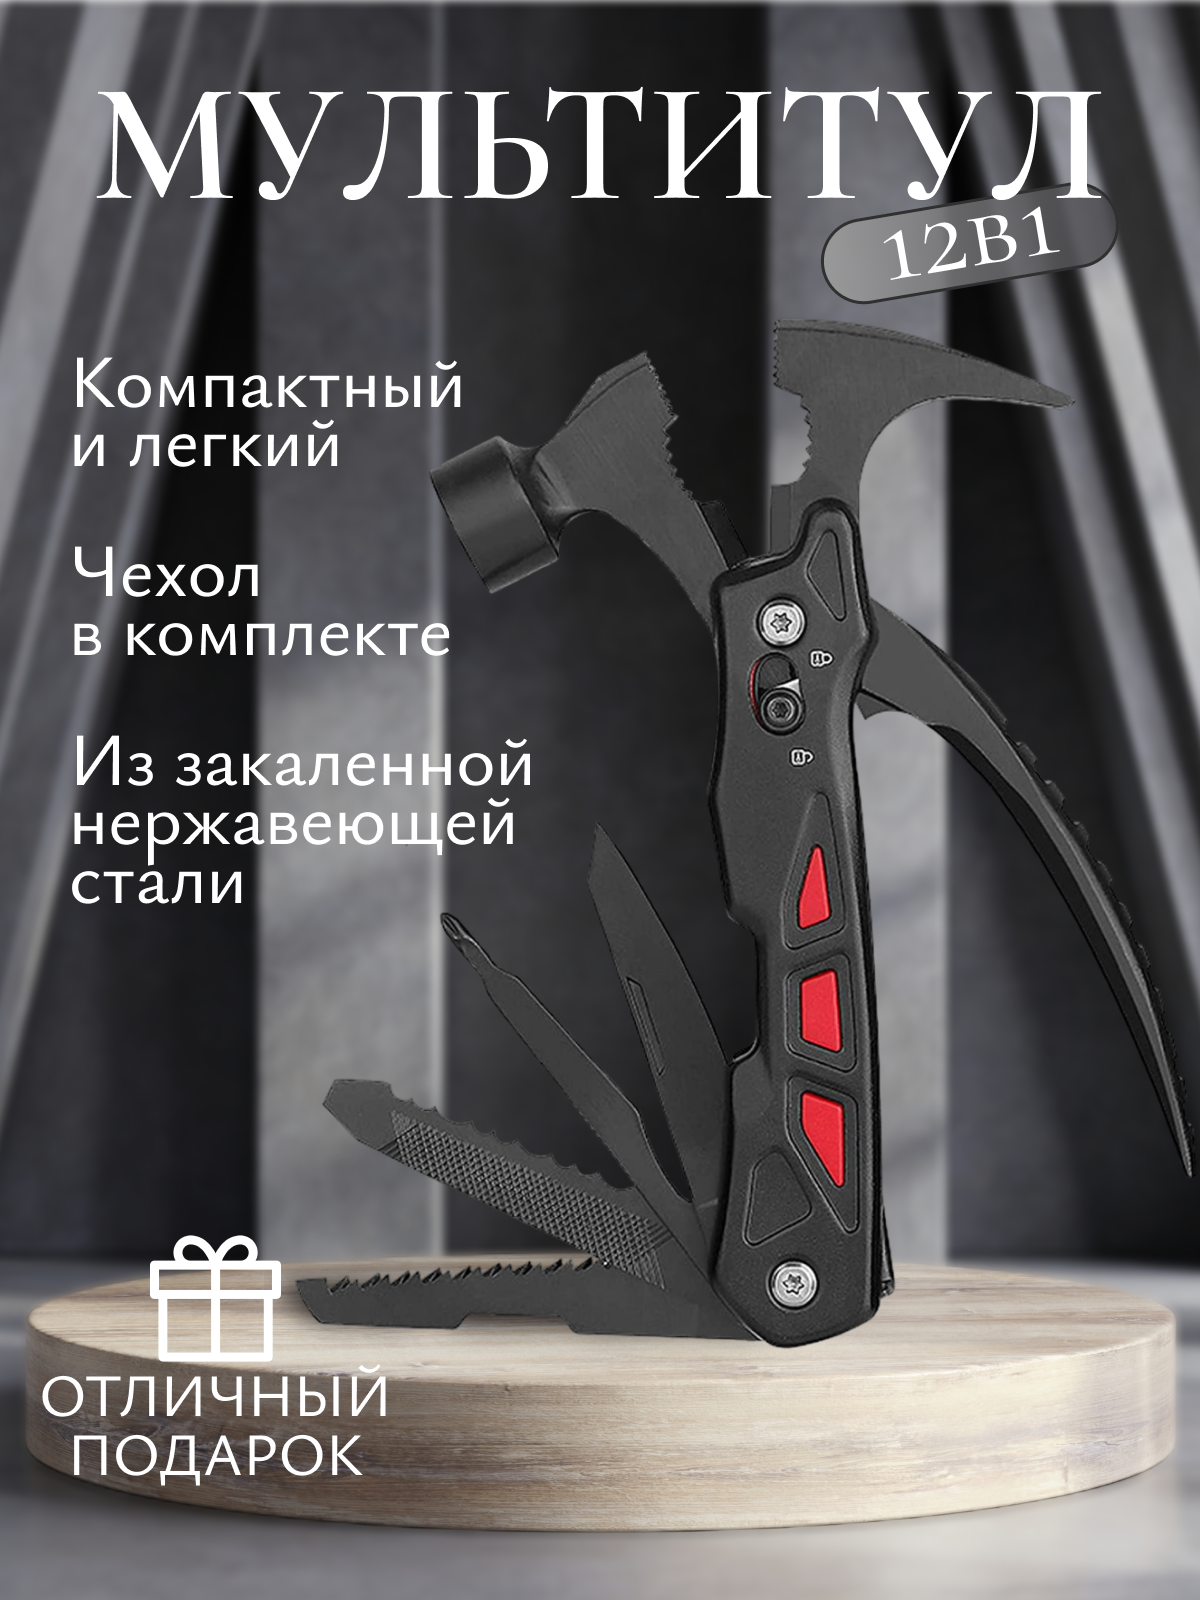 МУЛЬТИТУЛ
12В1
Компактный
и легкий
Чехол
в комплекте
Из закаленной
нержавеющей
стали
ОТЛИЧНЫЙ
ПОДАРОК